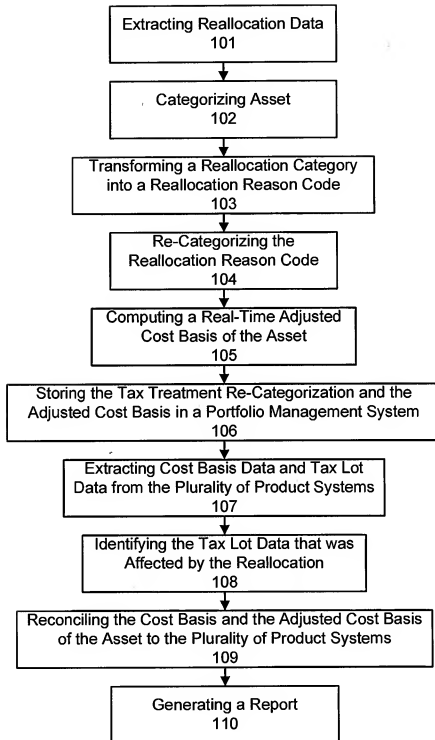 Extracting Reallocation Data
101
Categorizing Asset
102
Transforming a Reallocation Category
into a Reallocation Reason Code
103
Re-Categorizing the
Reallocation Reason Code
104
Computing a Real-Time Adjusted
Cost Basis of the Asset
105
Storing the Tax Treatment Re-Categorization and the
Adjusted Cost Basis in a Portfolio Management System
106
Extracting Cost Basis Data and Tax Lot
Data from the Plurality of Product Systems
107
Identifying the Tax Lot Data that was
Affected by the Reallocation
108
Reconciling the Cost Basis and the Adjusted Cost Basis
of the Asset to the Plurality of Product Systems
109
Generating a Report
110